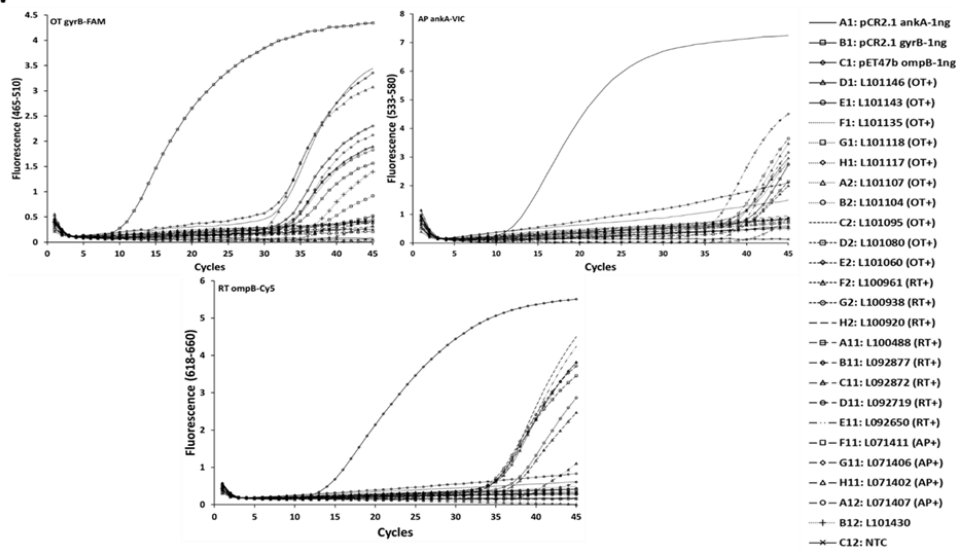 OT gyrB-FAM
Fluorescence (465-510)
4.5
4
3.5
3
2.5
2
1.5
1
0.5
0
0 5 10 15 20 25 30 35 40 45
Cycles
AP ankA-VIC
Fluorescence (533-580)
8
7
6
5
4
3
2
1
0
0 5 10 15 20 25 30 35 40 45
Cycles
RT ompB-Cy5
Fluorescence (618-660)
6
5
4
3
2
1
0
0 5 10 15 20 25 30 35 40 45
Cycles
A1: pCR2.1 ankA-1ng
B1: pCR2.1 gyrB-1ng
C1: pET47b ompB-1ng
D1: L101146 (OT+)
E1: L101143 (OT+)
F1: L101135 (OT+)
G1: L101118 (OT+)
H1: L101117 (OT+)
A2: L101107 (OT+)
B2: L101104 (OT+)
C2: L101095 (OT+)
D2: L101080 (OT+)
E2: L101060 (OT+)
F2: L100961 (RT+)
G2: L100938 (RT+)
H2: L100920 (RT+)
A11: L100488 (RT+)
B11: L092877 (RT+)
C11: L092872 (RT+)
D11: L092719 (RT+)
E11: L092650 (RT+)
F11: L071411 (AP+)
G11: L071406 (AP+)
H11: L071402 (AP+)
A12: L071407 (AP+)
B12: L101430
C12: NTC